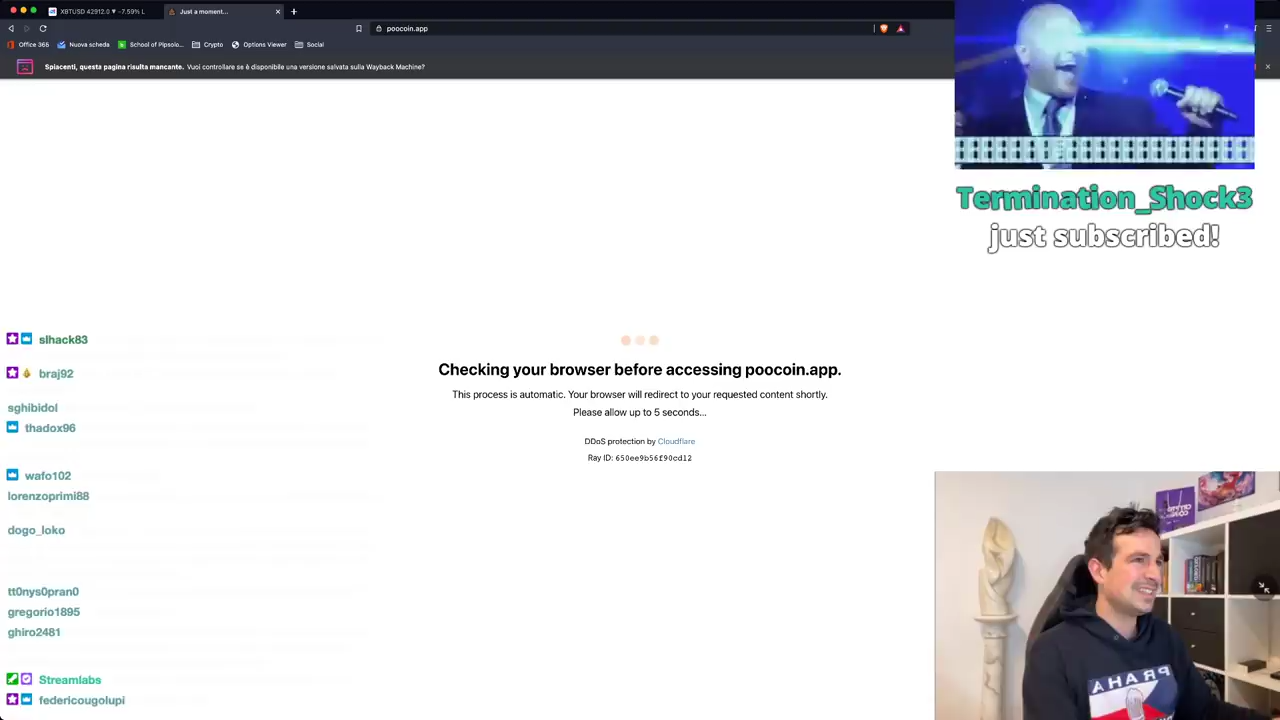 XBTUSD 42912.0 ▼ -7.59% L
Just a moment...
poocoin.app
Office 365
Nuova scheda
School of Pipsolo...
Crypto
Options Viewer
Social
Spiacenti, questa pagina risulta mancante. Vuoi controllare se è disponibile una versione salvata sulla Wayback Machine?
Termination_Shock3
just subscribed!
slhack83
braj92
sghibidol
thadox96
wafo102
lorenzoprimi88
dogo_loko
tt0nys0pran0
gregorio1895
ghiro2481
Streamlabs
federicougolupi
Checking your browser before accessing poocoin.app.
This process is automatic. Your browser will redirect to your requested content shortly.
Please allow up to 5 seconds...
DDoS protection by Cloudflare
Ray ID: 650ee9b56f90cd12
PRAHA